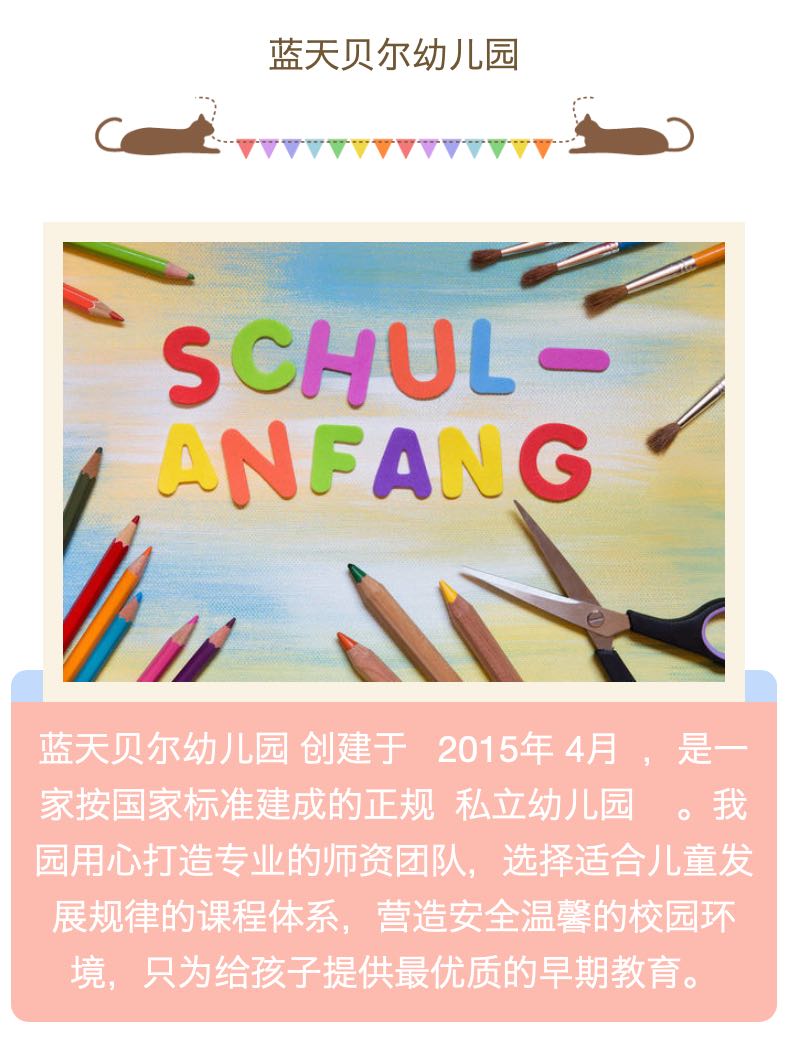 蓝天贝尔幼儿园
SCHUL-
ANFANG
蓝天贝尔幼儿园 创建于 2015年 4月 ，是一
家按国家标准建成的正规 私立幼儿园 。我
园用心打造专业的师资团队，选择适合儿童发
展规律的课程体系，营造安全温馨的校园环
境，只为给孩子提供最优质的早期教育。